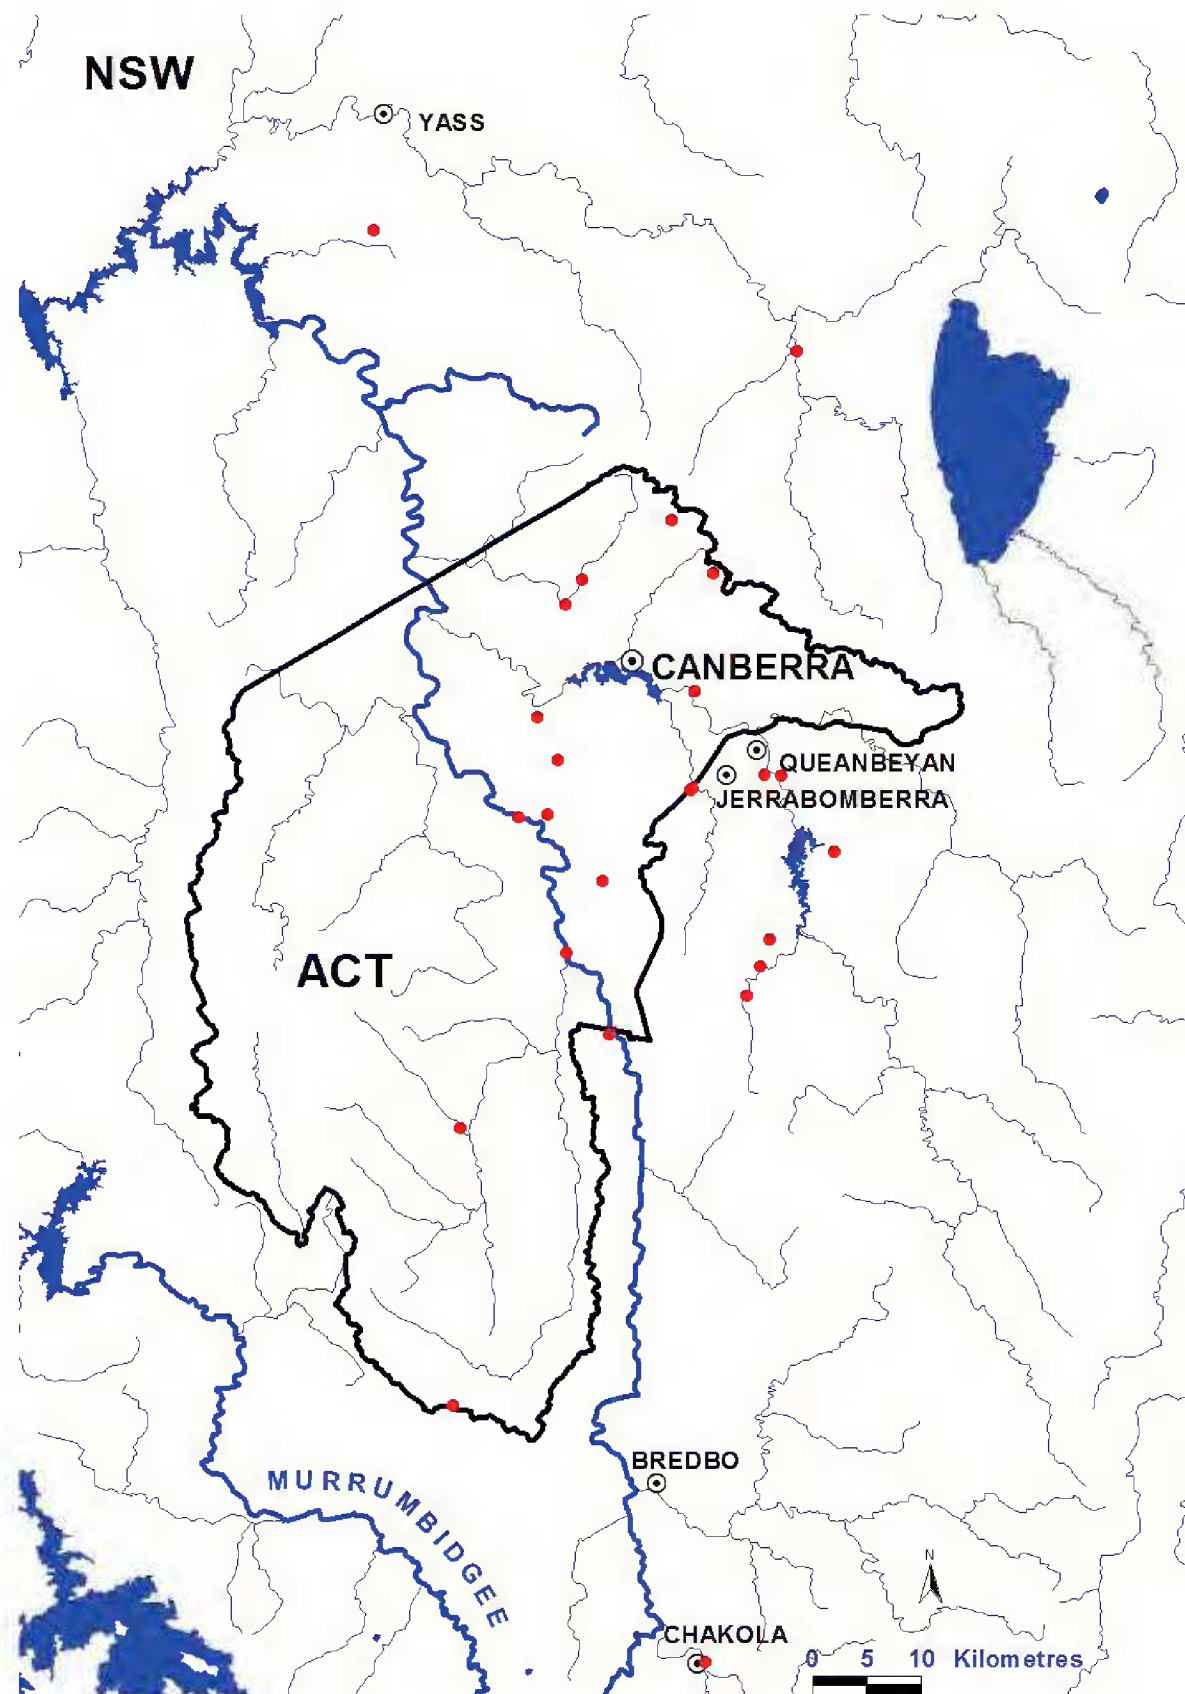 NSW
YASS
CANBERRA
QUEANBEYAN
JERRABOMBERRA
ACT
BREDBO
MURRUMBIDGEE
N
CHAKOLA
0 5 10 Kilometres